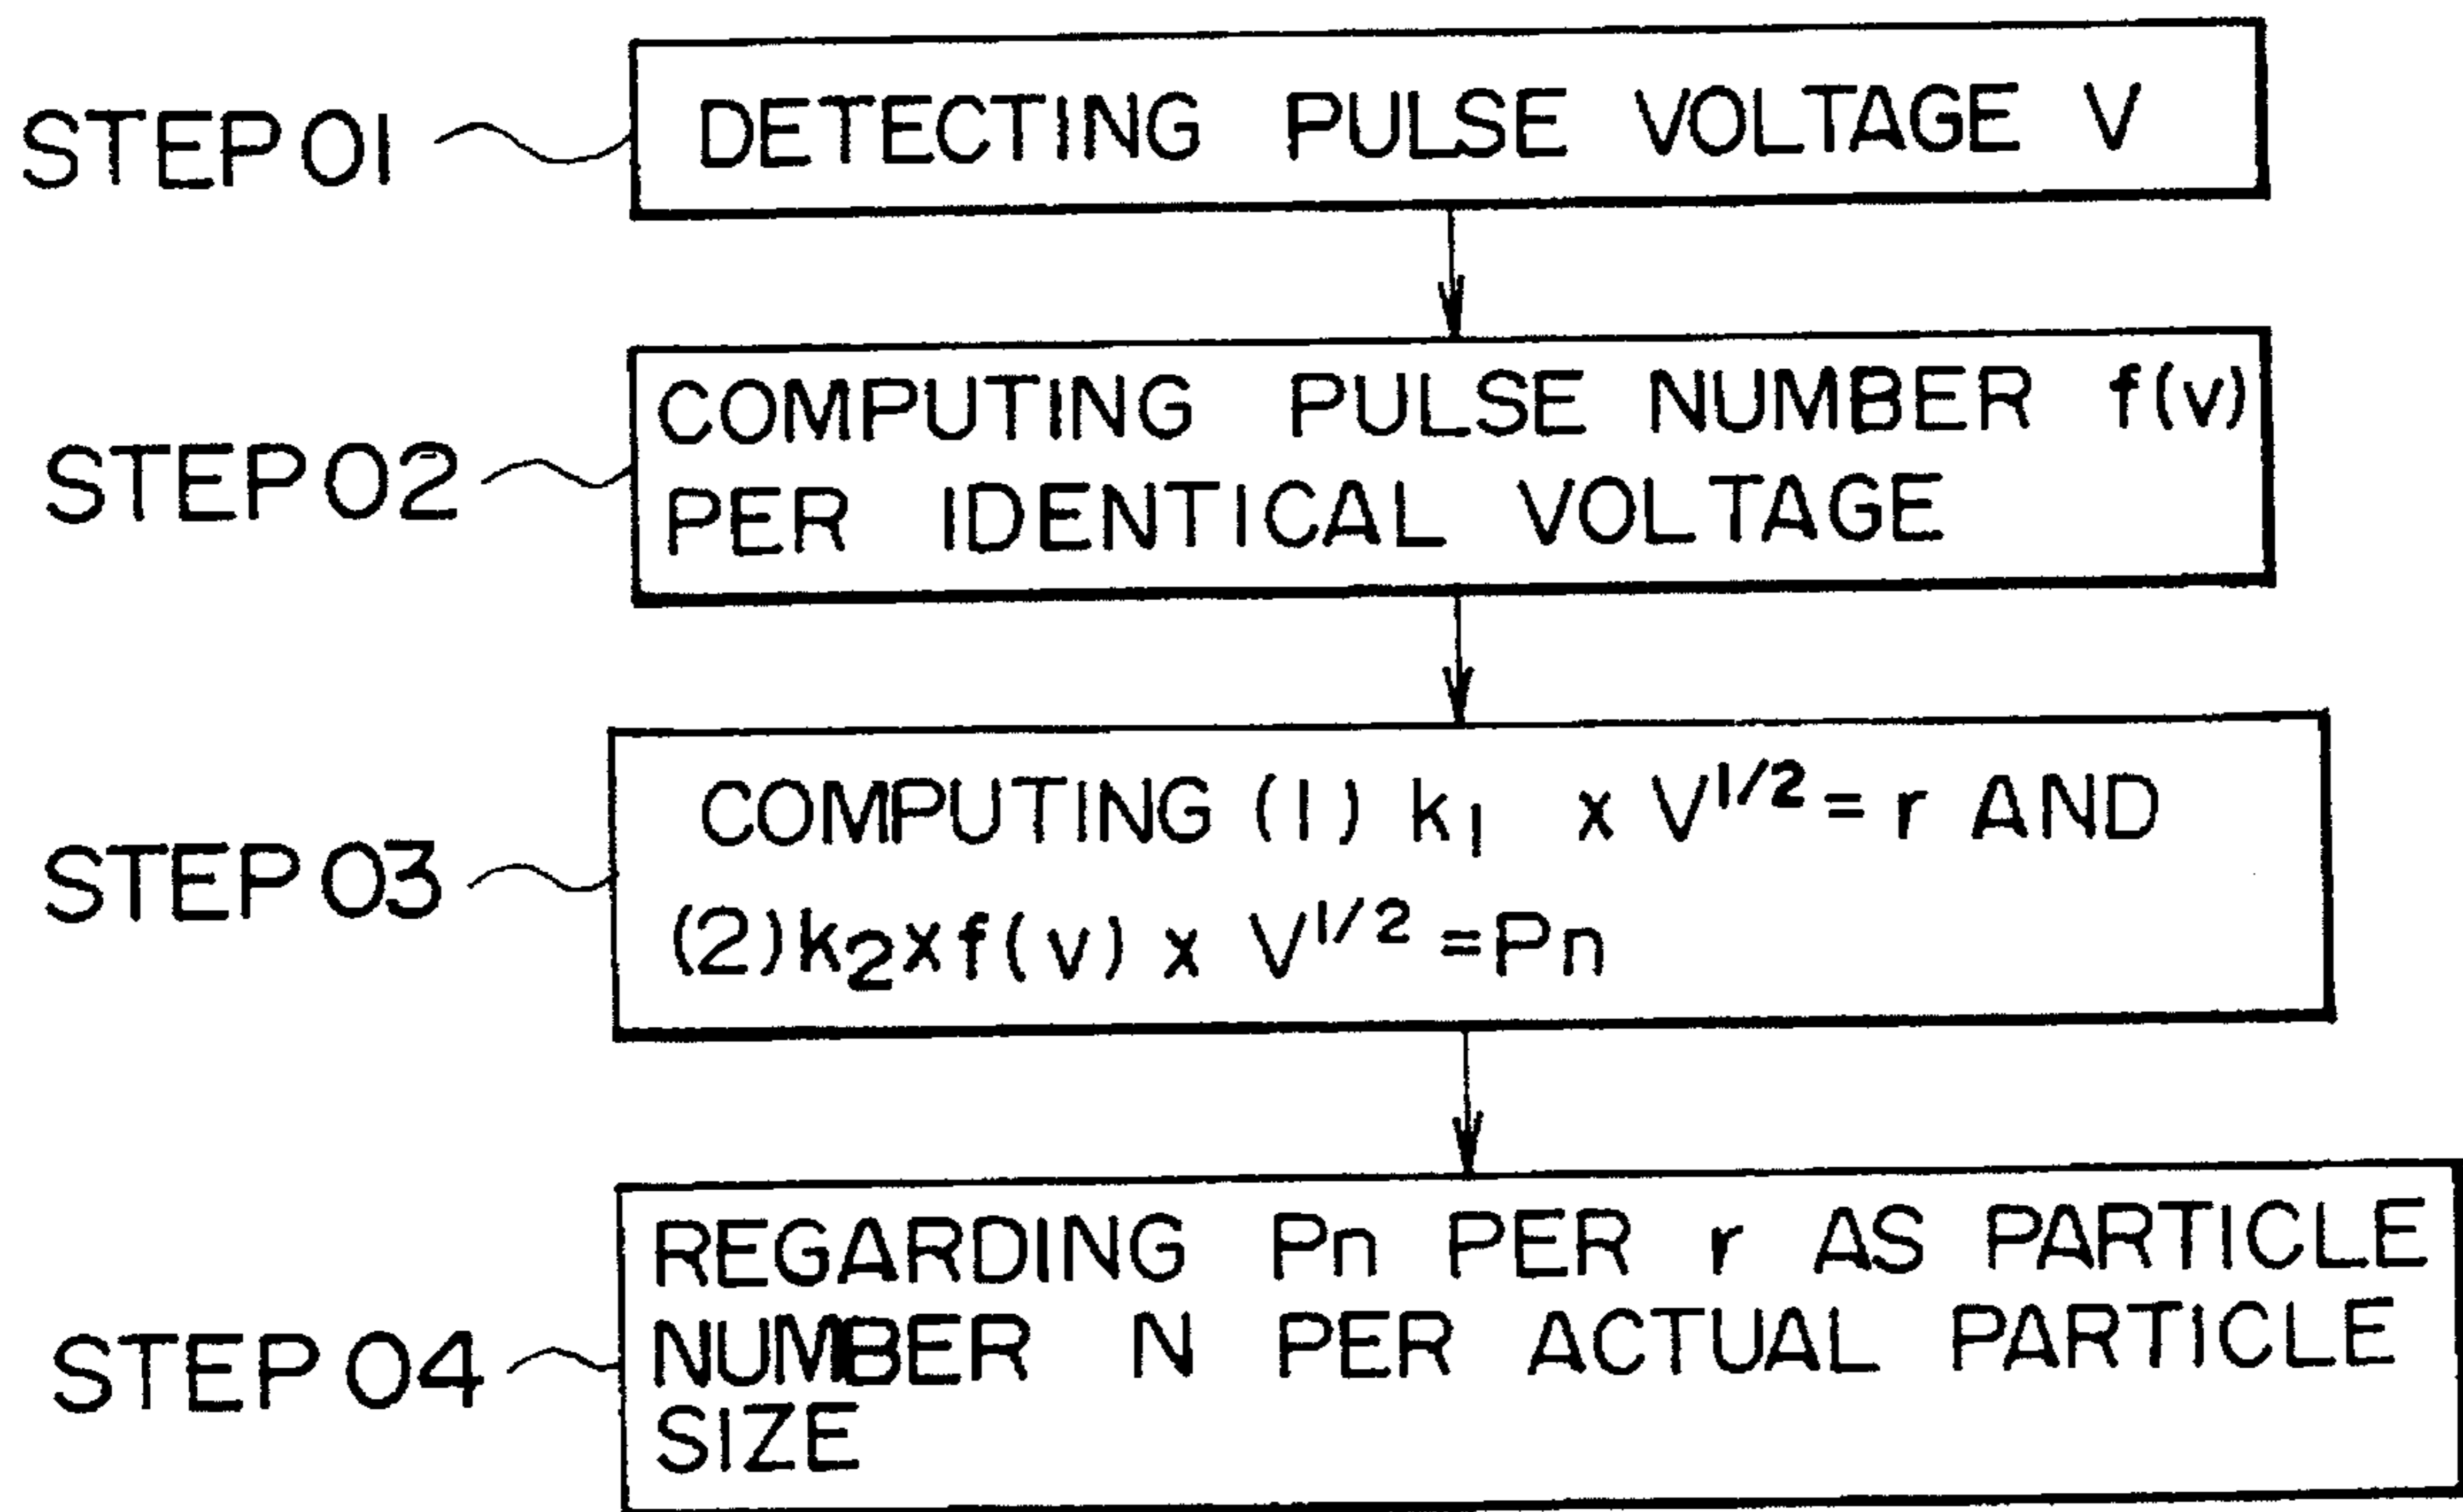 STEP 01
DETECTING PULSE VOLTAGE V
STEP 02
COMPUTING PULSE NUMBER f(v)
PER IDENTICAL VOLTAGE
STEP 03
COMPUTING (1) k₁ x V¹/² = r AND
(2) k₂ x f(v) x V¹/² = Pn
STEP 04
REGARDING Pn PER r AS PARTICLE
NUMBER N PER ACTUAL PARTICLE
SIZE